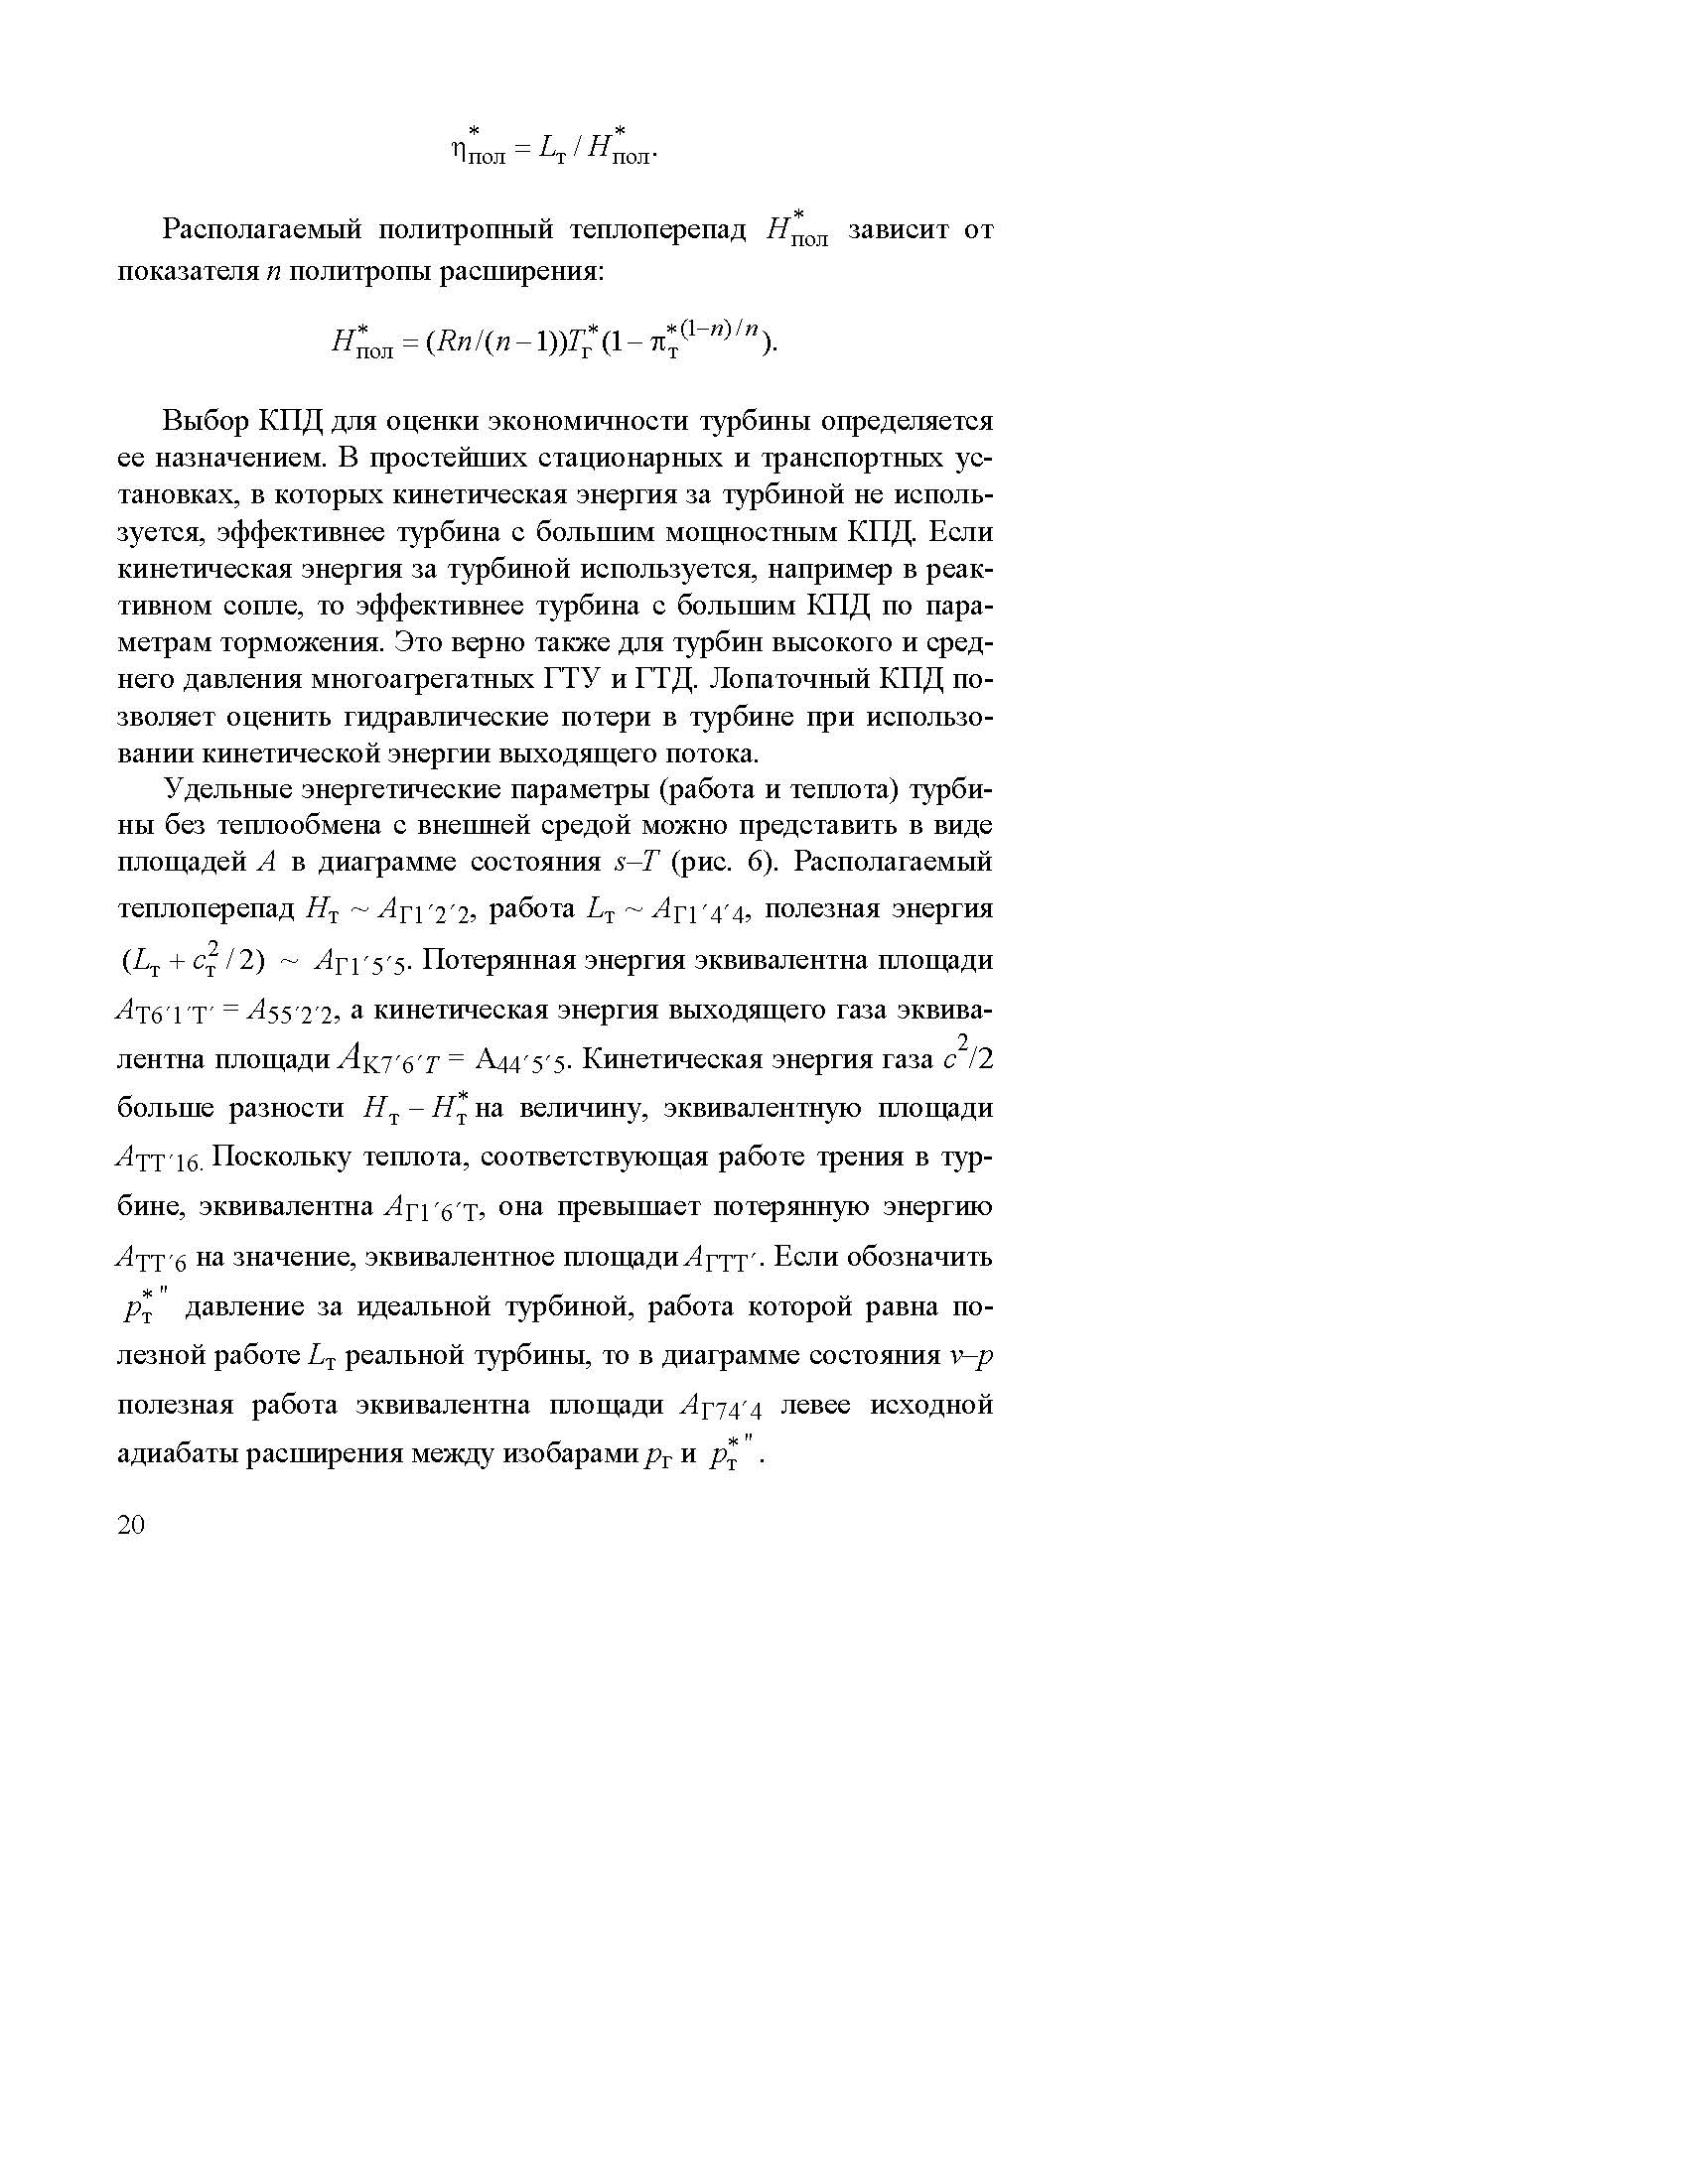 η*пол = Lт / H*пол.
Располагаемый политропный теплоперепад H*пол зависит от
показателя n политропы расширения:
H*пол = (Rn/(n–1))Tг*(1– πт*(1–n)/n).
Выбор КПД для оценки экономичности турбины определяется
ее назначением. В простейших стационарных и транспортных ус-
тановках, в которых кинетическая энергия за турбиной не исполь-
зуется, эффективнее турбина с большим мощностным КПД. Если
кинетическая энергия за турбиной используется, например в реак-
тивном сопле, то эффективнее турбина с большим КПД по пара-
метрам торможения. Это верно также для турбин высокого и сред-
него давления многоагрегатных ГТУ и ГТД. Лопаточный КПД по-
зволяет оценить гидравлические потери в турбине при использо-
вании кинетической энергии выходящего потока.
Удельные энергетические параметры (работа и теплота) турби-
ны без теплообмена с внешней средой можно представить в виде
площадей A в диаграмме состояния s–T (рис. 6). Располагаемый
теплоперепад Hт ~ AГ1′2′2, работа Lт ~ AГ1′4′4, полезная энергия
(Lт + cт²/2) ~ AГ1′5′5. Потерянная энергия эквивалентна площади
AТ6′1′Т′ = A55′2′2, а кинетическая энергия выходящего газа эквива-
лентна площади AК7′6′T = A44′5′5. Кинетическая энергия газа c²/2
больше разности Hт – Hт* на величину, эквивалентную площади
AТТ′16. Поскольку теплота, соответствующая работе трения в тур-
бине, эквивалентна AГ1′6′Т, она превышает потерянную энергию
AТТ′6 на значение, эквивалентное площади AГТТ′. Если обозначить
pт*" давление за идеальной турбиной, работа которой равна по-
лезной работе Lт реальной турбины, то в диаграмме состояния v–p
полезная работа эквивалентна площади AГ74′4 левее исходной
адиабаты расширения между изобарами pг и pт*".
20